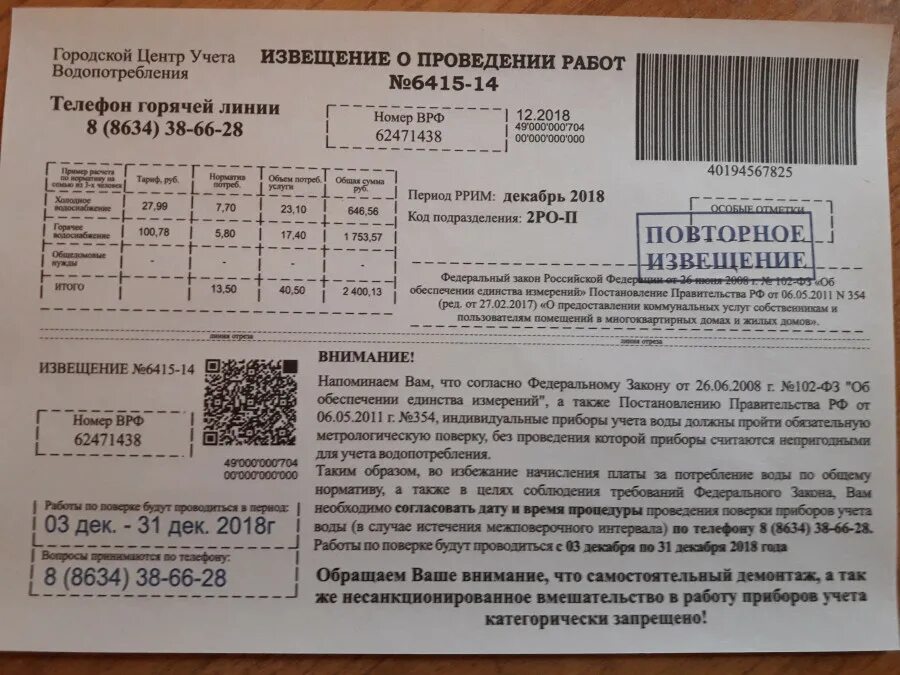 Городской Центр Учета
Водопотребления
Телефон горячей линии
8 (8634) 38-66-28
ИЗВЕЩЕНИЕ О ПРОВЕДЕНИИ РАБОТ
№6415-14
Номер ВРФ
62471438
12.2018
49'000'000'704
00'000'000'000
40194567825
Пример расчета по нормативу на семью из 3-х человек Тариф, руб. Норматив потреб. Объем потреб. услуги Общая сумма руб.
Холодное водоснабжение 27,99 7,70 23,10 646,56
Горячее водоснабжение 100,78 5,80 17,40 1 753,57
Общедомовые нужды - - - -
ИТОГО 13,50 40,50 2 400,13
Период РРИМ: декабрь 2018
Код подразделения: 2РО-П
ОСОБЫЕ ОТМЕТКИ
ПОВТОРНОЕ
ИЗВЕЩЕНИЕ
Федеральный закон Российской Федерации от 26 июня 2008 г. № 102-ФЗ «Об
обеспечении единства измерений» Постановление Правительства РФ от 06.05.2011 N 354
(ред. от 27.02.2017) «О предоставлении коммунальных услуг собственникам и
пользователям помещений в многоквартирных домах и жилых домов».
линия отреза
линия отреза
ИЗВЕЩЕНИЕ №6415-14
Номер ВРФ
62471438
49'000'000'704
00'000'000'000
Работы по поверке будут проводиться в период:
03 дек. - 31 дек. 2018г
Вопросы принимаются по телефону:
8 (8634) 38-66-28
ВНИМАНИЕ!
Напоминаем Вам, что согласно Федеральному Закону от 26.06.2008 г. №102-ФЗ "Об
обеспечении единства измерений", а также Постановлению Правительства РФ от
06.05.2011 г. №354, индивидуальные приборы учета воды должны пройти обязательную
метрологическую поверку, без проведения которой приборы считаются непригодными
для учета водопотребления.
Таким образом, во избежание начисления платы за потребление воды по общему
нормативу, а также в целях соблюдения требований Федерального Закона, Вам
необходимо согласовать дату и время процедуры проведения поверки приборов учета
воды (в случае истечения межповерочного интервала) по телефону 8 (8634) 38-66-28.
Работы по поверке будут проводиться с 03 декабря по 31 декабря 2018 года
Обращаем Ваше внимание, что самостоятельный демонтаж, а так
же несанкционированное вмешательство в работу приборов учета
категорически запрещено!